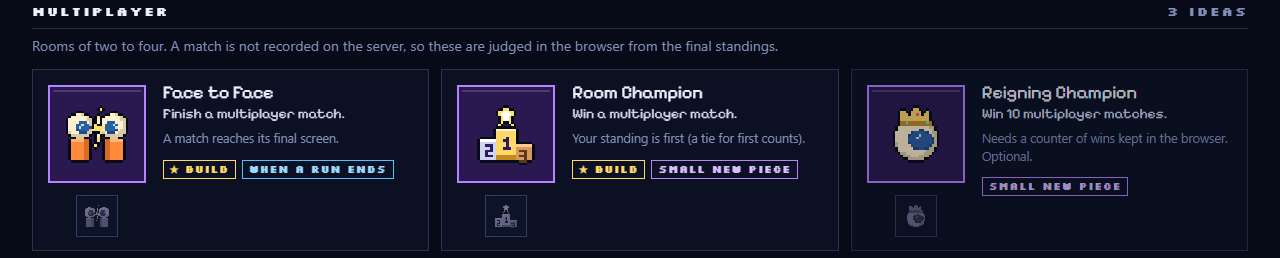 MULTIPLAYER
3 IDEAS
Rooms of two to four. A match is not recorded on the server, so these are judged in the browser from the final standings.
Face to Face
Finish a multiplayer match.
A match reaches its final screen.
★ BUILD
WHEN A RUN ENDS
Room Champion
Win a multiplayer match.
Your standing is first (a tie for first counts).
★ BUILD
SMALL NEW PIECE
2 1 3
Reigning Champion
Win 10 multiplayer matches.
Needs a counter of wins kept in the browser.
Optional.
SMALL NEW PIECE